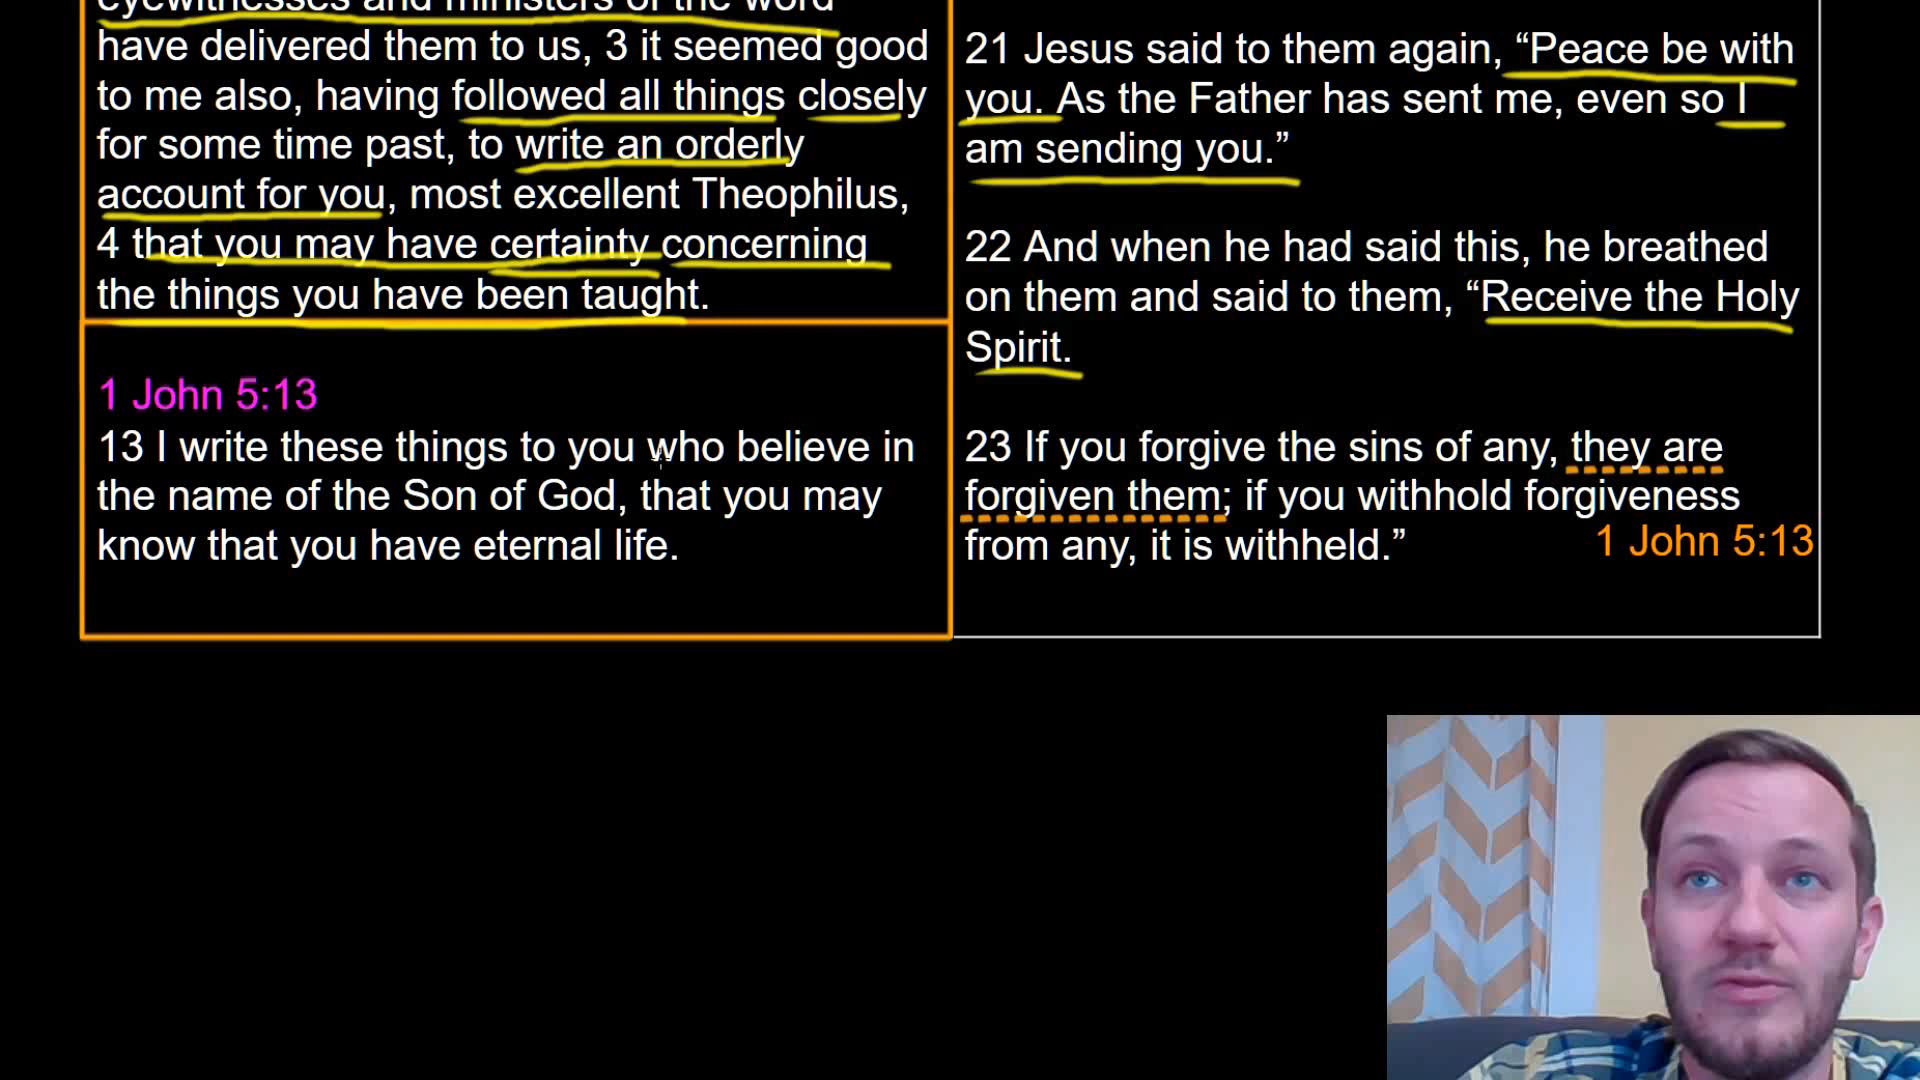 eyewitnesses and ministers of the word
have delivered them to us, 3 it seemed good
to me also, having followed all things closely
for some time past, to write an orderly
account for you, most excellent Theophilus,
4 that you may have certainty concerning
the things you have been taught.
1 John 5:13
13 I write these things to you who believe in
the name of the Son of God, that you may
know that you have eternal life.
21 Jesus said to them again, “Peace be with
you. As the Father has sent me, even so I
am sending you.”
22 And when he had said this, he breathed
on them and said to them, “Receive the Holy
Spirit.
23 If you forgive the sins of any, they are
forgiven them; if you withhold forgiveness
from any, it is withheld.”
1 John 5:13